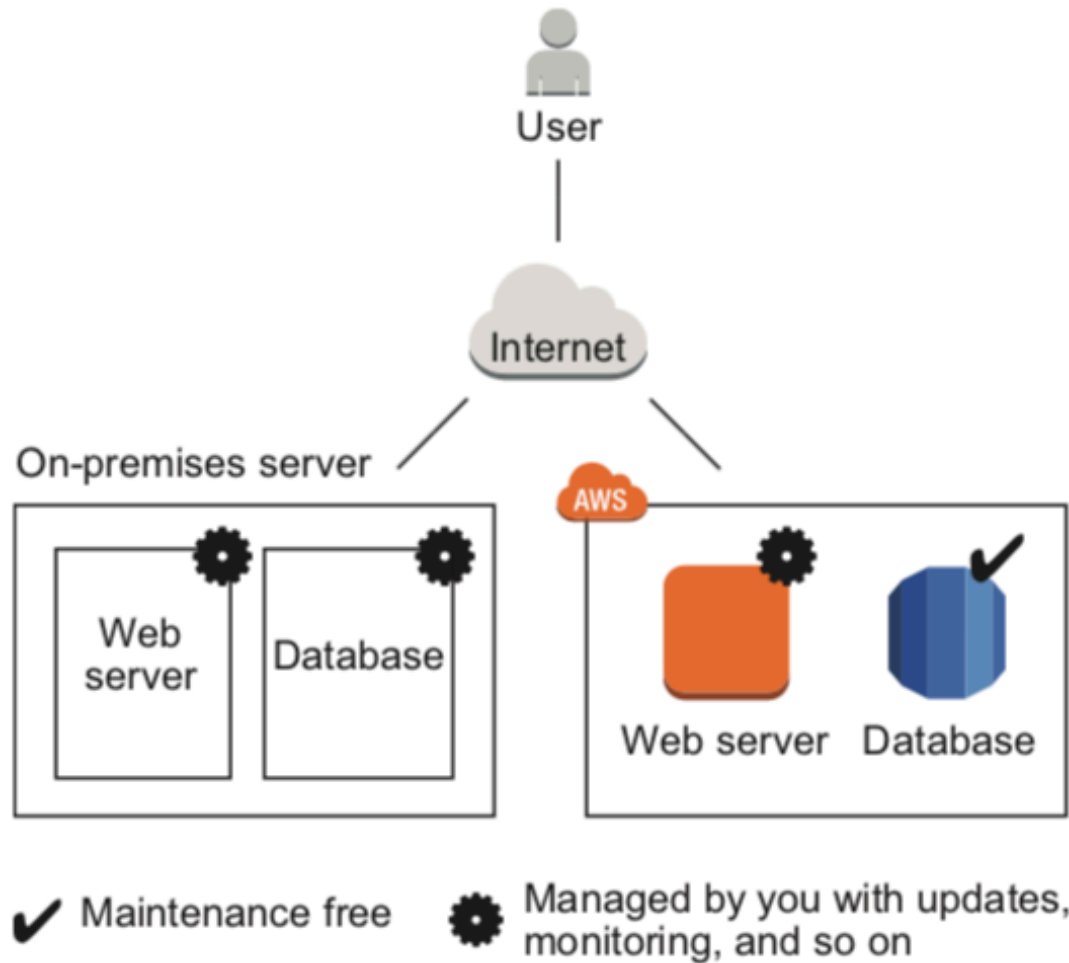 User
Internet
On-premises server
AWS
Web
server
Database
Web server
Database
Maintenance free
Managed by you with updates,
monitoring, and so on